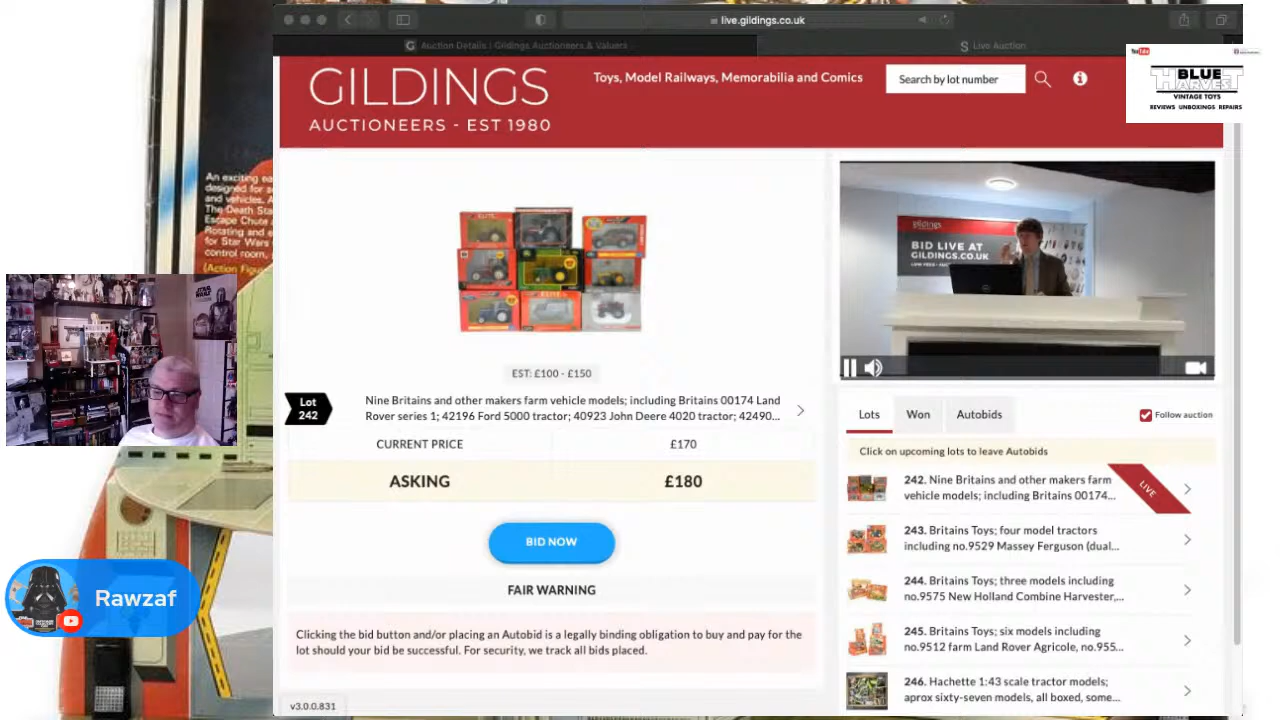 live.gildings.co.uk
Auction Details | Gildings Auctioneers & Valuers
Live Auction
GILDINGS
AUCTIONEERS - EST 1980
Toys, Model Railways, Memorabilia and Comics
Search by lot number
YouTube
BLUE
HARVEST
VINTAGE TOYS
REVIEWS UNBOXINGS REPAIRS
An exciting
designed for
and vehicles. A
The Death Sta
Escape Chute
Rotating and
for Star Wars
control room.
(Action Figu
STAR
WARS
gildings
BID LIVE AT
GILDINGS.CO.UK
EST: £100 - £150
Lot
242
Nine Britains and other makers farm vehicle models; including Britains 00174 Land
Rover series 1; 42196 Ford 5000 tractor; 40923 John Deere 4020 tractor; 42490...
CURRENT PRICE £170
ASKING £180
BID NOW
FAIR WARNING
Clicking the bid button and/or placing an Autobid is a legally binding obligation to buy and pay for the
lot should your bid be successful. For security, we track all bids placed.
v3.0.0.831
Lots Won Autobids
Follow auction
Click on upcoming lots to leave Autobids
242. Nine Britains and other makers farm
vehicle models; including Britains 00174...
LIVE
243. Britains Toys; four model tractors
including no.9529 Massey Ferguson (dual...
244. Britains Toys; three models including
no.9575 New Holland Combine Harvester,...
245. Britains Toys; six models including
no.9512 farm Land Rover Agricole, no.955...
246. Hachette 1:43 scale tractor models;
aprox sixty-seven models, all boxed, some...
Rawzaf